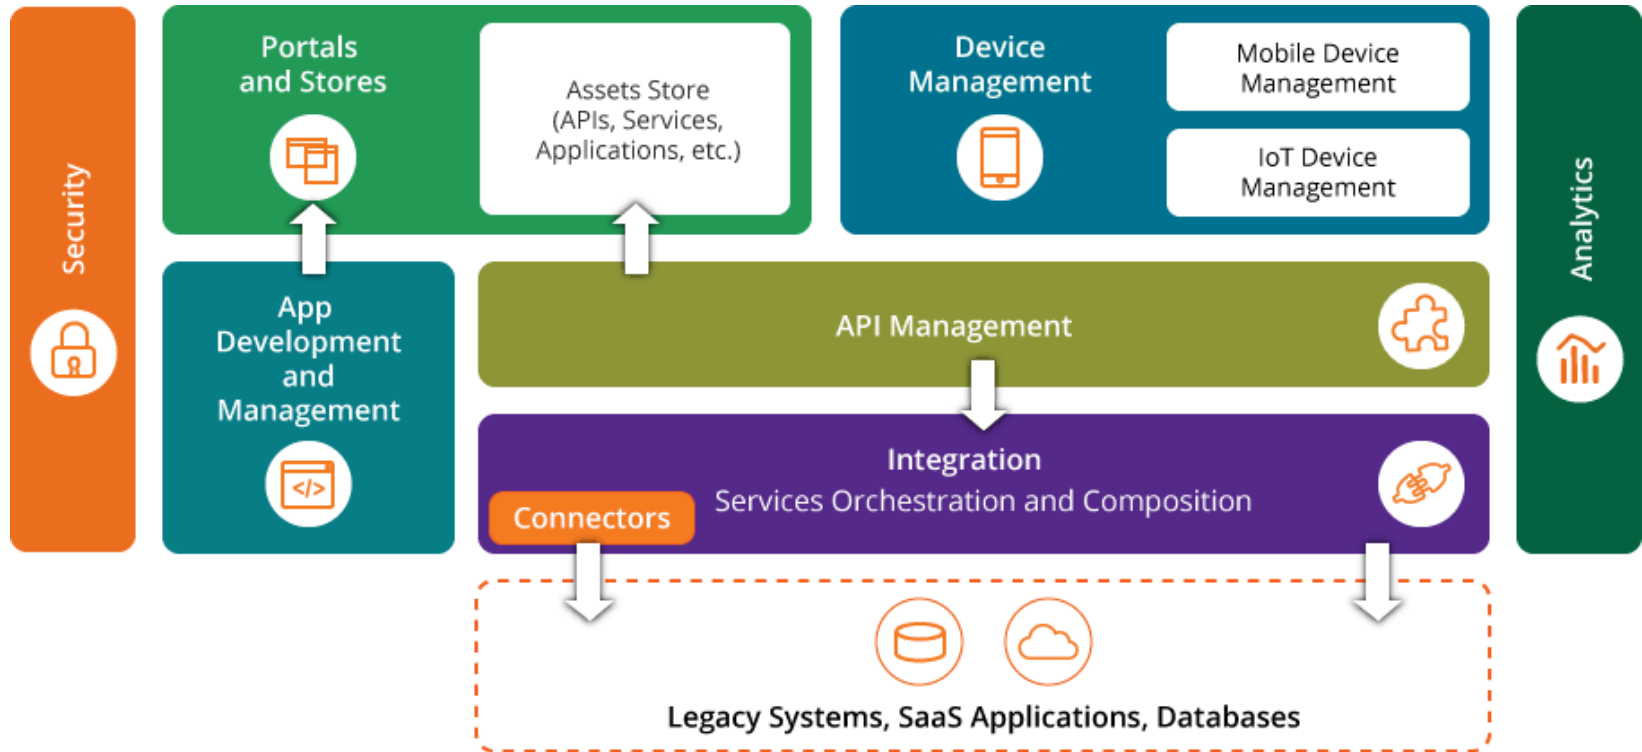 Security
Portals
and Stores
Assets Store
(APIs, Services,
Applications, etc.)
Device
Management
Mobile Device
Management
IoT Device
Management
Analytics
App
Development
and
Management
</>
API Management
Integration
Services Orchestration and Composition
Connectors
Legacy Systems, SaaS Applications, Databases